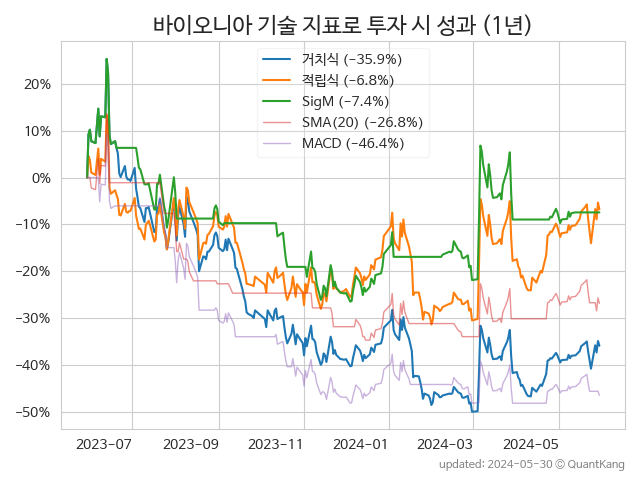 바이오니아 기술 지표로 투자 시 성과 (1년)
거치식 (−35.9%)
적립식 (−6.8%)
SigM (−7.4%)
SMA(20) (−26.8%)
MACD (−46.4%)
20%
10%
0%
−10%
−20%
−30%
−40%
−50%
2023−07 2023−09 2023−11 2024−01 2024−03 2024−05
updated: 2024−05−30 ⓒ QuantKang